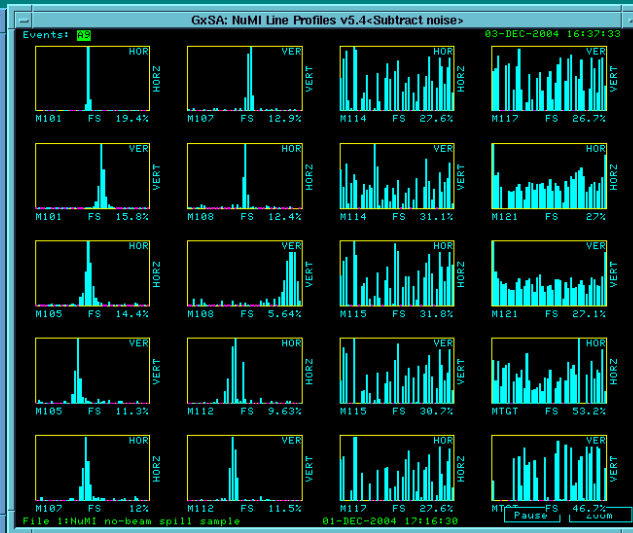 GxSA: NuMI Line Profiles v5.4<Subtract noise>
Events: A9 03-DEC-2004 16:37:33
HOR VER HOR VER
HORZ VERT HORZ VERT
M101 FS 19.4% M107 FS 12.9% M114 FS 27.6% M117 FS 26.7%
VER HOR VER HOR
VERT HORZ VERT HORZ
M101 FS 15.8% M108 FS 12.4% M114 FS 31.1% M121 FS 27%
HOR VER HOR VER
HORZ VERT HORZ VERT
M105 FS 14.4% M108 FS 5.64% M115 FS 31.8% M121 FS 27.1%
VER HOR VER HOR
VERT HORZ VERT HORZ
M105 FS 11.3% M112 FS 9.63% M115 FS 30.7% MTGT FS 53.2%
HOR VER HOR VER
HORZ VERT HORZ VERT
M107 FS 12% M112 FS 11.5% M117 FS 27.6% MTGT FS 46.7%
Pause Zoom
File 1:NuMI no-beam spill sample 01-DEC-2004 17:16:30